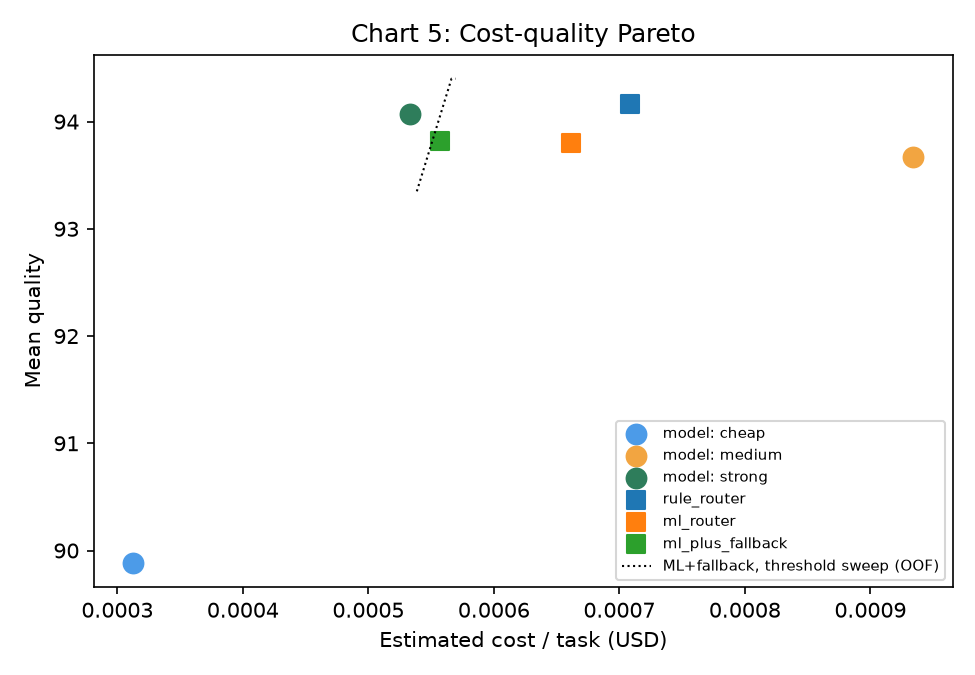 Chart 5: Cost-quality Pareto
Mean quality
94
93
92
91
90
model: cheap
model: medium
model: strong
rule_router
ml_router
ml_plus_fallback
ML+fallback, threshold sweep (OOF)
0.0003 0.0004 0.0005 0.0006 0.0007 0.0008 0.0009
Estimated cost / task (USD)